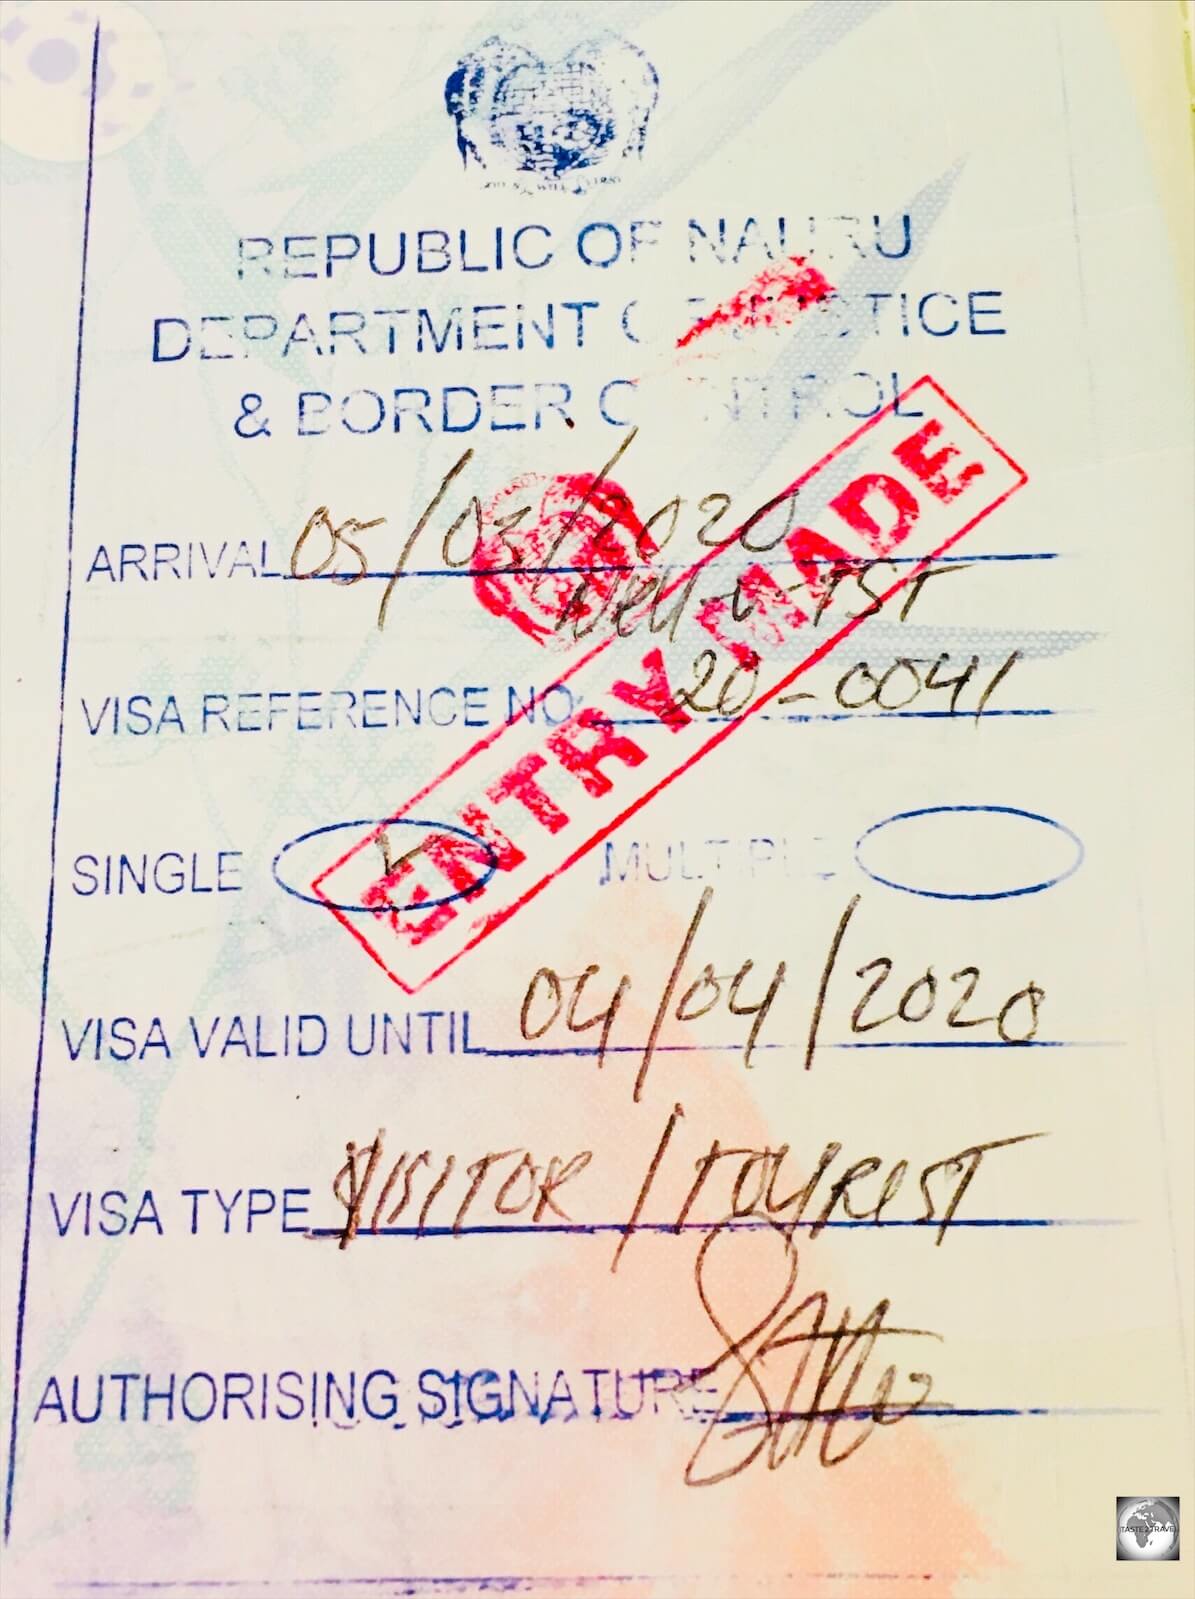 REPUBLIC OF NAURU
DEPARTMENT OF JUSTICE
& BORDER CONTROL
ARRIVAL 05/03/2020
VISA REFERENCE NO: 20-0041
ENTRY MADE
SINGLE ✓ MULTIPLE
VISA VALID UNTIL 04/04/2020
VISA TYPE VISITOR / TOURIST
AUTHORISING SIGNATURE
TASTE2TRAVEL